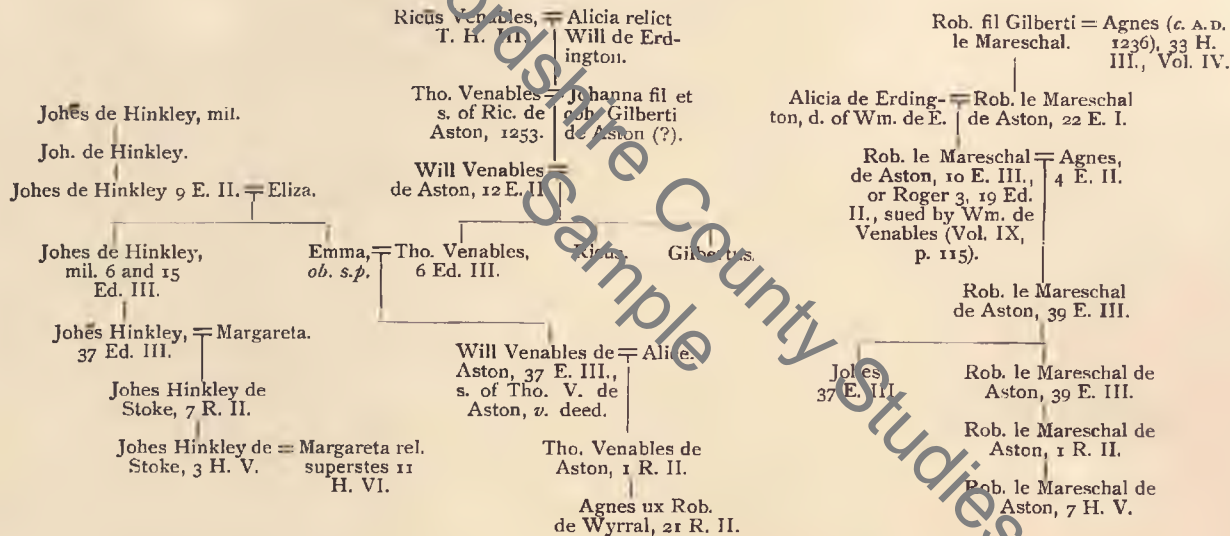 Ricūs Venables, = Alicia relict
T. H. III. Will de Erd-
ington.
Tho. Venables = Johanna fil et
s. of Ric. de coh. Gilberti
Aston, 1253. de Aston (?).
Will Venables =
de Aston, 12 E. II
Johēs de Hinkley, mil.
Joh. de Hinkley.
Johes de Hinkley 9 E. II. = Eliza.
Johes de Hinkley,
mil. 6 and 15
Ed. III.
Emma, = Tho. Venables,
ob. s.p. 6 Ed. III.
Ricus.
Gilbertus.
Johēs Hinkley, = Margareta.
37 Ed. III.
Johes Hinkley de
Stoke, 7 R. II.
Johes Hinkley de = Margareta rel.
Stoke, 3 H. V. superstes 11
H. VI.
Will Venables de = Alice.
Aston, 37 E. III.,
s. of Tho. V. de
Aston, v. deed.
Tho. Venables de
Aston, 1 R. II.
Agnes ux Rob.
de Wyrral, 21 R. II.
Rob. fil Gilberti = Agnes (c. A.D.
le Mareschal. 1236), 33 H.
III., Vol. IV.
Alicia de Erding- = Rob. le Mareschal
ton, d. of Wm. de E. de Aston, 22 E. I.
Rob. le Mareschal = Agnes,
de Aston, 10 E. III., 4 E. II.
or Roger 3, 19 Ed.
II., sued by Wm. de
Venables (Vol. IX,
p. 115).
Rob. le Mareschal
de Aston, 39 E. III.
Johes
37 E. III.
Rob. le Mareschal de
Aston, 39 E. III.
Rob. le Mareschal de
Aston, 1 R. II.
Rob. le Mareschal de
Aston, 7 H. V.
ordshire County Studies
Sample